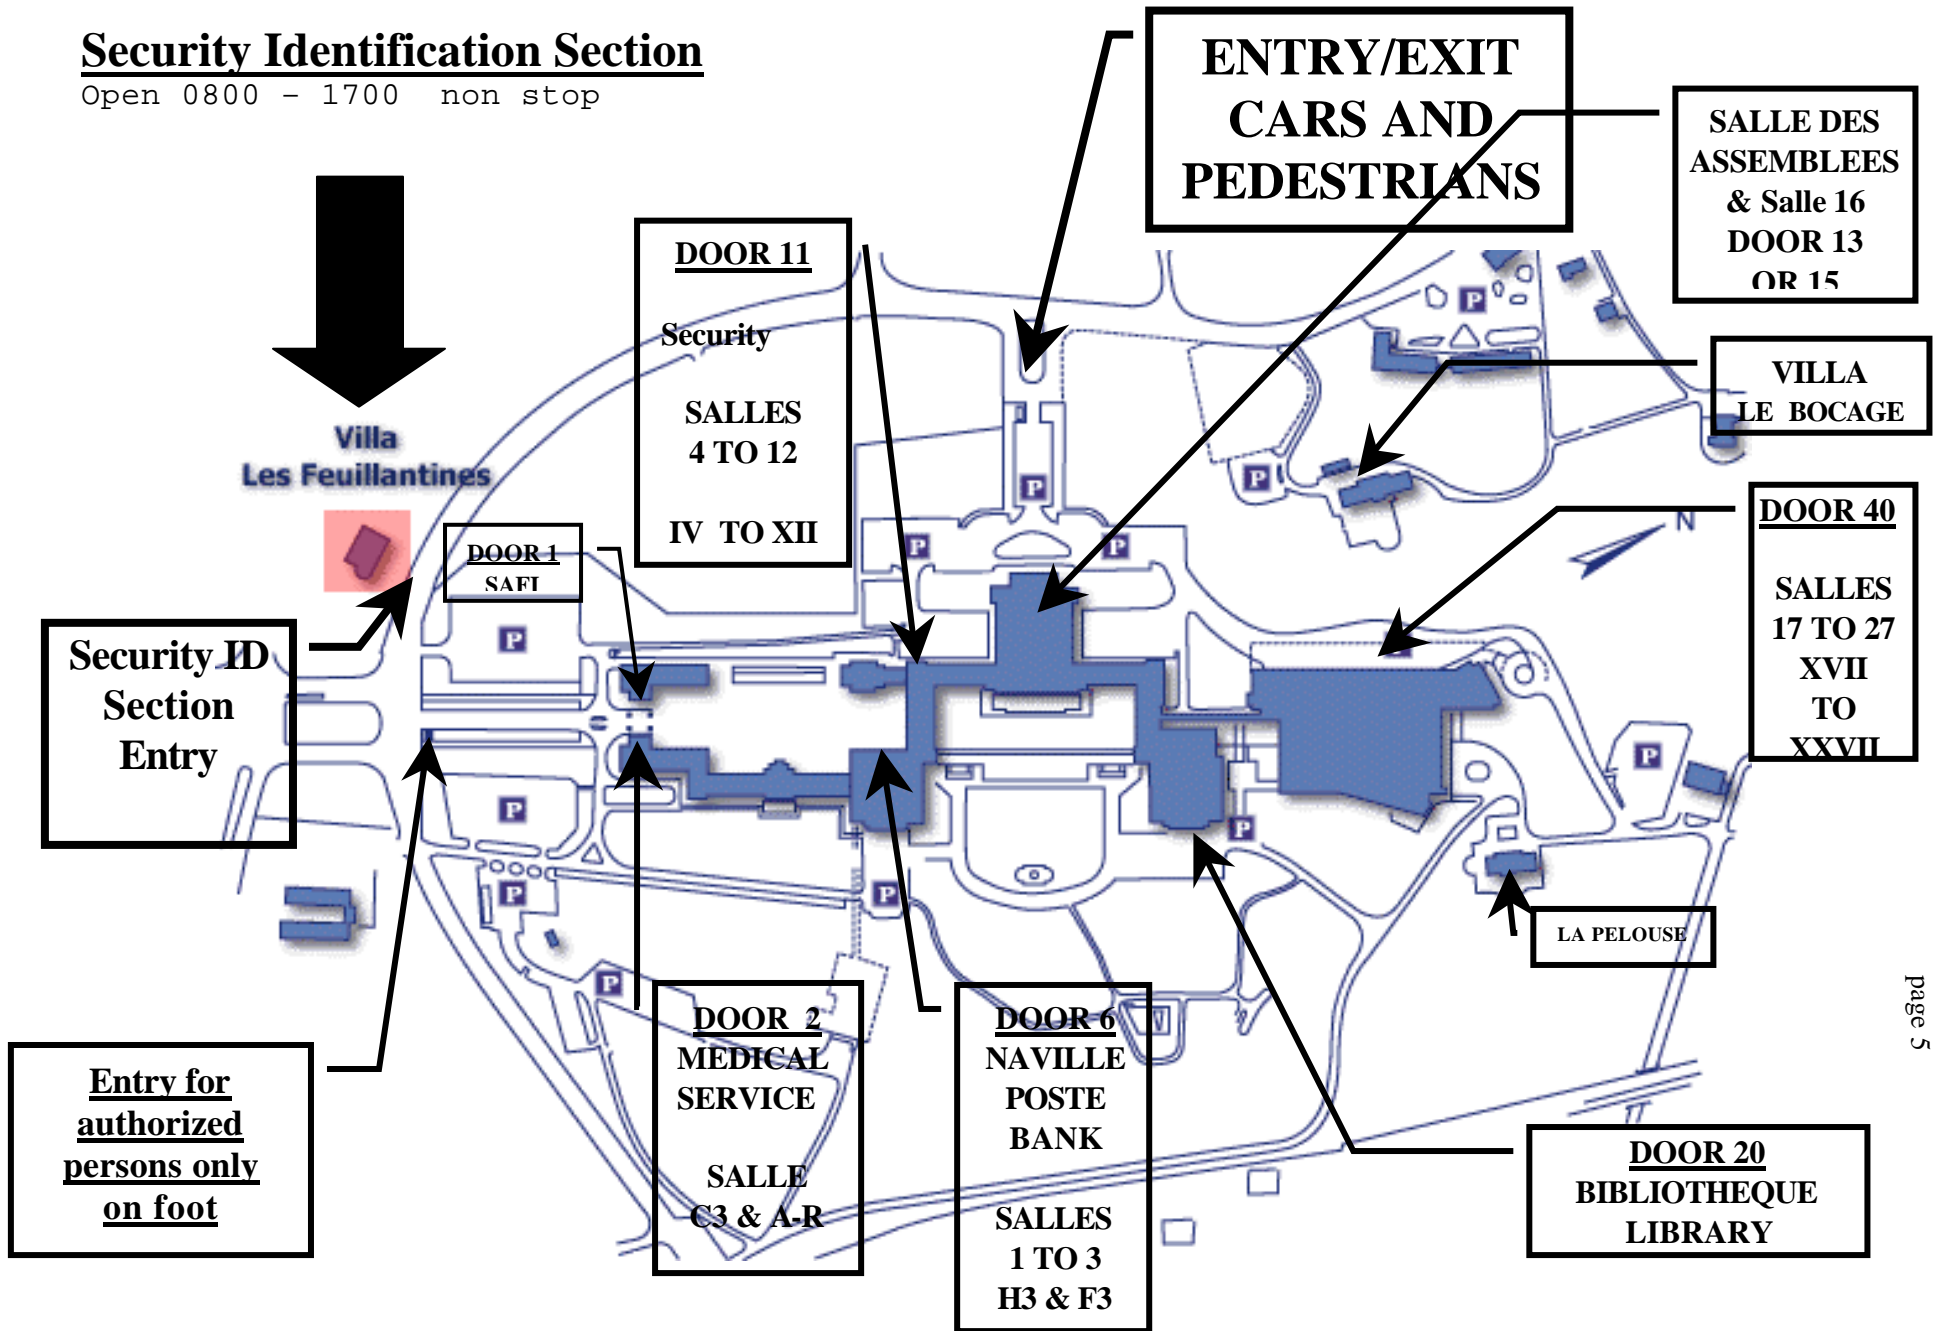 Security Identification Section
Open 0800 – 1700 non stop
ENTRY/EXIT
CARS AND
PEDESTRIANS
SALLE DES
ASSEMBLEES
& Salle 16
DOOR 13
OR 15
DOOR 11
Security
SALLES
4 TO 12
IV TO XII
VILLA
LE BOCAGE
Villa
Les Feuillantines
DOOR 1
SAFI
DOOR 40
SALLES
17 TO 27
XVII
TO
XXVII
N
P
P
P
P
P
P
P
P
P
P
P
P
P
P
Security ID
Section
Entry
LA PELOUSE
page 5
Entry for
authorized
persons only
on foot
DOOR 2
MEDICAL
SERVICE
SALLE
C3 & A-R
DOOR 6
NAVILLE
POSTE
BANK
SALLES
1 TO 3
H3 & F3
DOOR 20
BIBLIOTHEQUE
LIBRARY